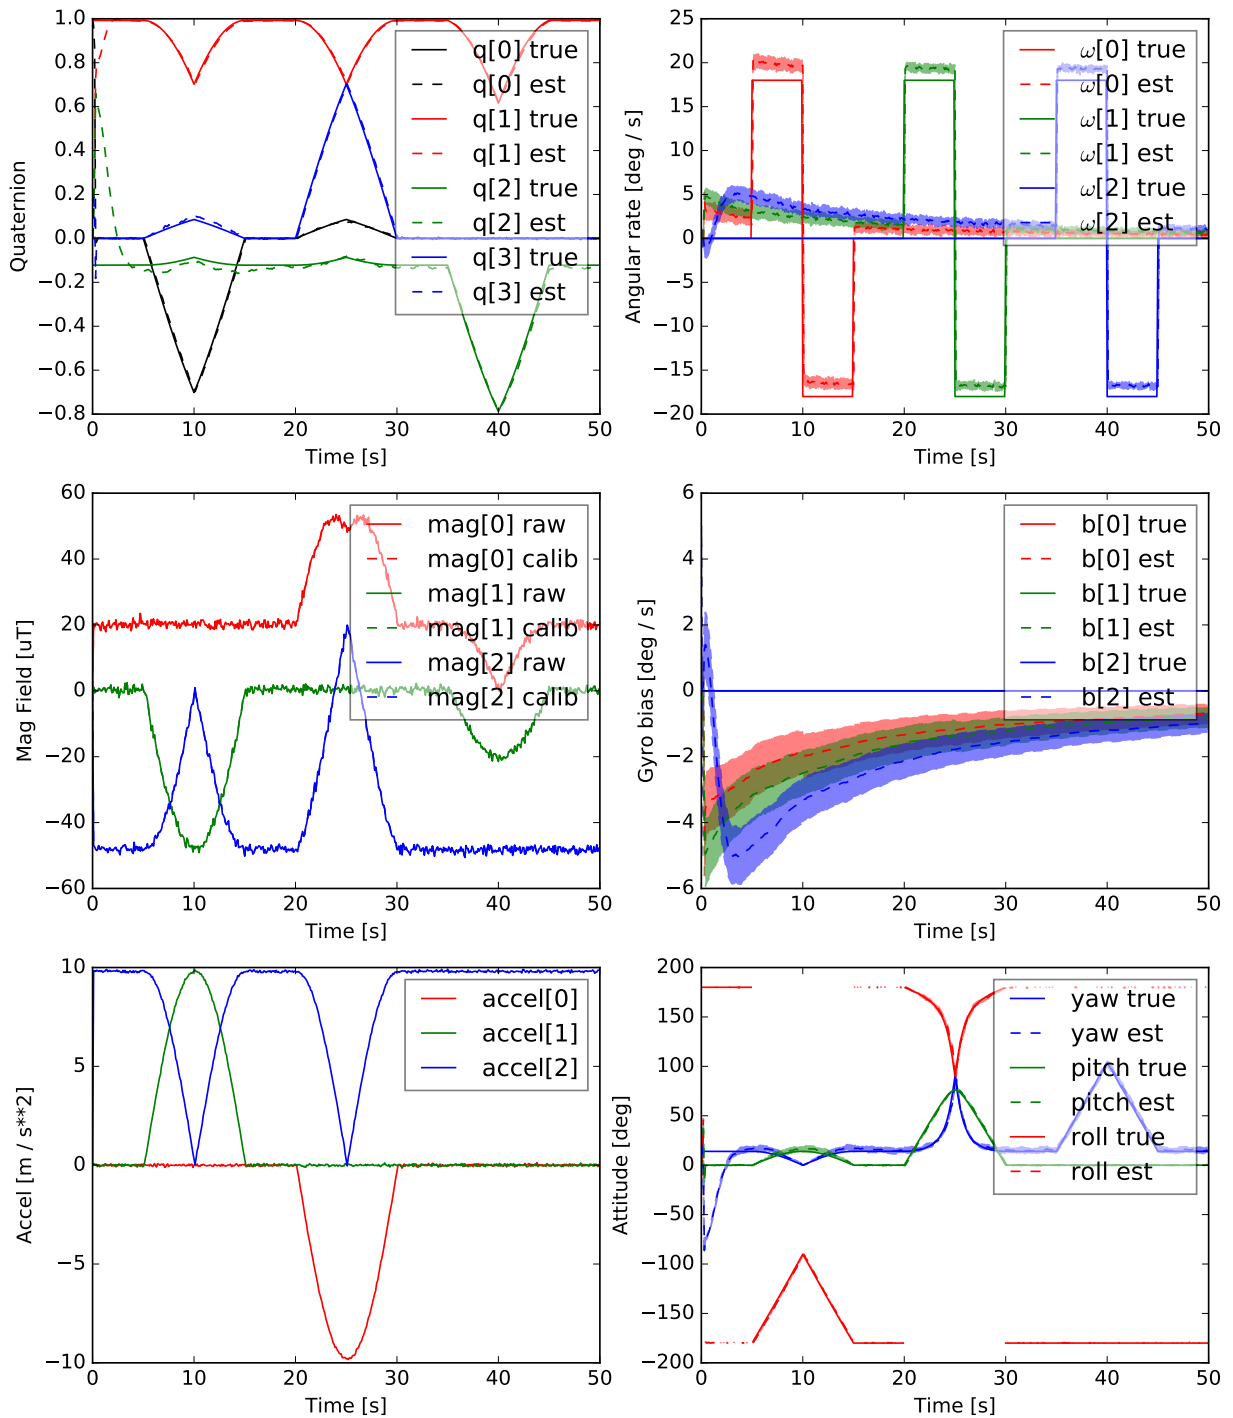 1.0
0.8
0.6
0.4
0.2
0.0
−0.2
−0.4
−0.6
−0.8
Quaternion
q[0] true
q[0] est
q[1] true
q[1] est
q[2] true
q[2] est
q[3] true
q[3] est
0 10 20 30 40 50
Time [s]
25
20
15
10
5
0
−5
−10
−15
−20
Angular rate [deg / s]
ω[0] true
ω[0] est
ω[1] true
ω[1] est
ω[2] true
ω[2] est
0 10 20 30 40 50
Time [s]
60
40
20
0
−20
−40
−60
Mag Field [uT]
mag[0] raw
mag[0] calib
mag[1] raw
mag[1] calib
mag[2] raw
mag[2] calib
0 10 20 30 40 50
Time [s]
6
4
2
0
−2
−4
−6
Gyro bias [deg / s]
b[0] true
b[0] est
b[1] true
b[1] est
b[2] true
b[2] est
0 10 20 30 40 50
Time [s]
10
5
0
−5
−10
Accel [m / s**2]
accel[0]
accel[1]
accel[2]
0 10 20 30 40 50
Time [s]
200
150
100
50
0
−50
−100
−150
−200
Attitude [deg]
yaw true
yaw est
pitch true
pitch est
roll true
roll est
0 10 20 30 40 50
Time [s]